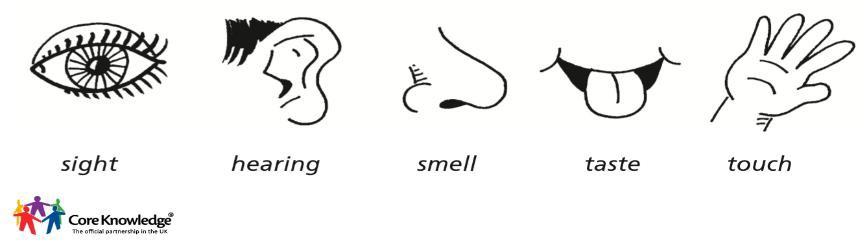 sight hearing smell taste touch
Core Knowledge®
The official partnership in the UK